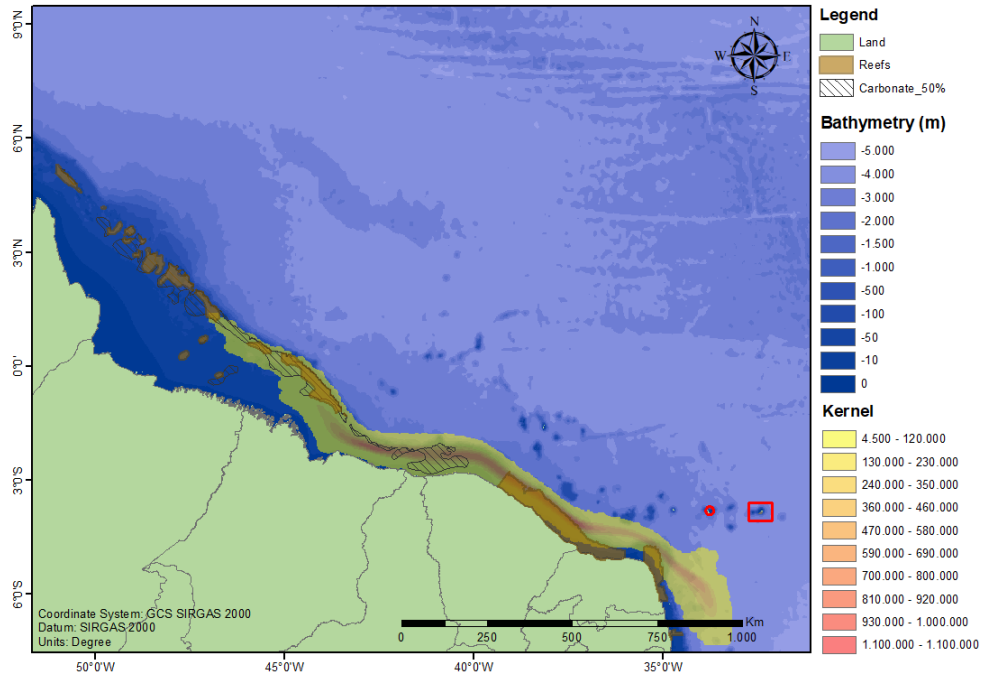 9°0'N
6°0'N
3°0'N
0°0'
3°0'S
6°0'S
50°0'W
45°0'W
40°0'W
35°0'W
N
W
E
S
Coordinate System: GCS SIRGAS 2000
Datum: SIRGAS 2000
Units: Degree
Km
0
250
500
750
1.000
Legend
Land
Reefs
Carbonate_50%
Bathymetry (m)
-5.000
-4.000
-3.000
-2.000
-1.500
-1.000
-500
-100
-50
-10
0
Kernel
4.500 - 120.000
130.000 - 230.000
240.000 - 350.000
360.000 - 460.000
470.000 - 580.000
590.000 - 690.000
700.000 - 800.000
810.000 - 920.000
930.000 - 1.000.000
1.100.000 - 1.100.000